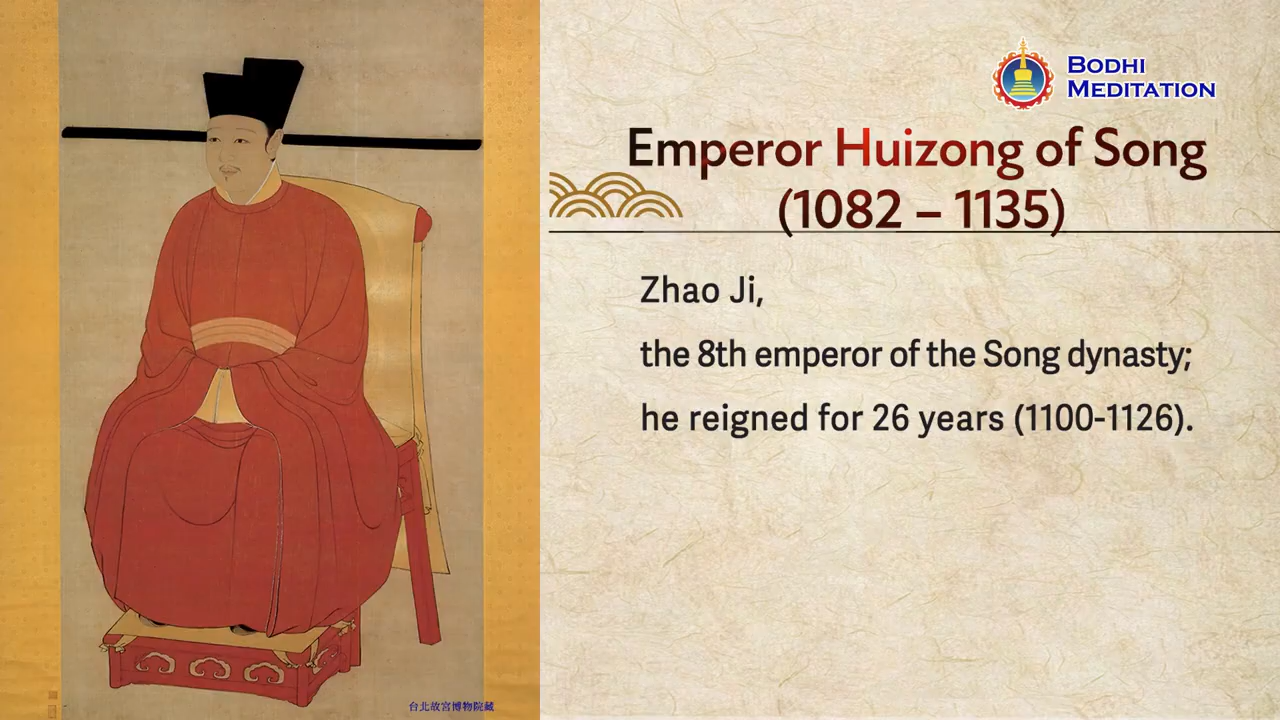 BODHI
MEDITATION
Emperor Huizong of Song
(1082 – 1135)
Zhao Ji,
the 8th emperor of the Song dynasty;
he reigned for 26 years (1100-1126).
台北故宮博物院藏